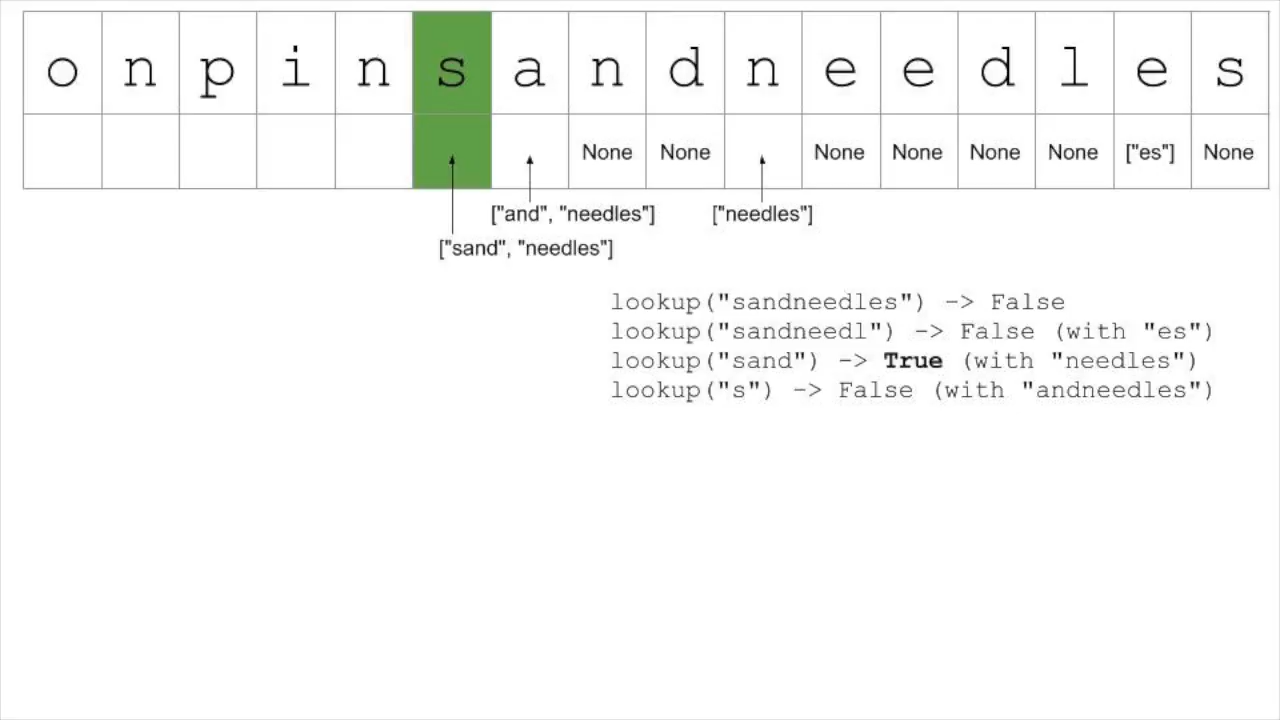 o n p i n s a n d n e e d l e s
None None None None None None ["es"] None
["and", "needles"] ["needles"]
["sand", "needles"]
lookup("sandneedles") -> False
lookup("sandneedl") -> False (with "es")
lookup("sand") -> True (with "needles")
lookup("s") -> False (with "andneedles")